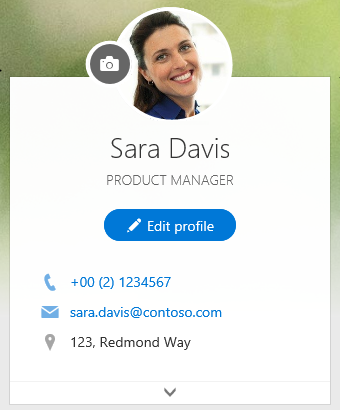 Sara Davis
PRODUCT MANAGER
Edit profile
+00 (2) 1234567
sara.davis@contoso.com
123, Redmond Way